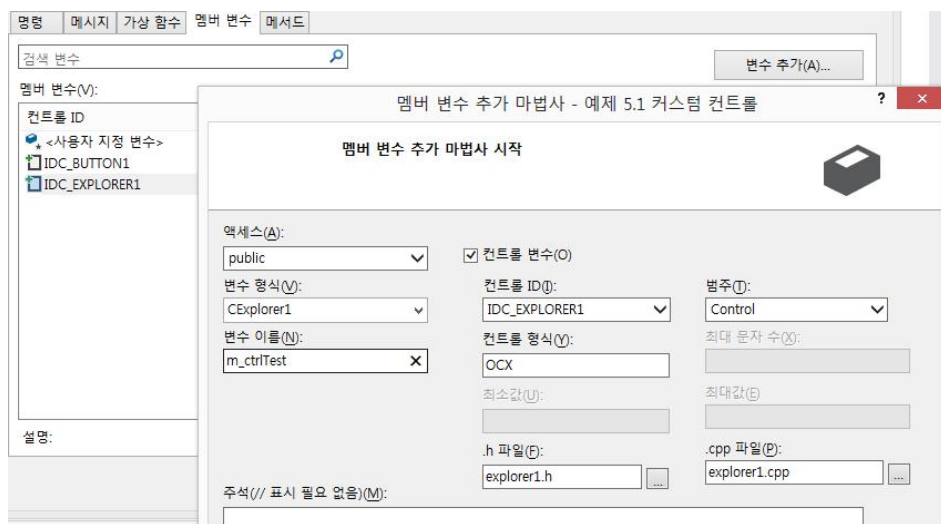 명령 메시지 가상 함수 멤버 변수 메서드
검색 변수
변수 추가(A)...
멤버 변수(V):
컨트롤 ID
<사용자 지정 변수>
IDC_BUTTON1
IDC_EXPLORER1
설명:
멤버 변수 추가 마법사 - 예제 5.1 커스텀 컨트롤
? ×
멤버 변수 추가 마법사 시작
액세스(A):
public
컨트롤 변수(O)
변수 형식(V):
컨트롤 ID(I):
범주(T):
CExplorer1
IDC_EXPLORER1
Control
변수 이름(N):
컨트롤 형식(Y):
최대 문자 수(X):
m_ctrlTest
OCX
최소값(U):
최대값(E)
.h 파일(F):
.cpp 파일(P):
explorer1.h
...
explorer1.cpp
...
주석(// 표시 필요 없음)(M):